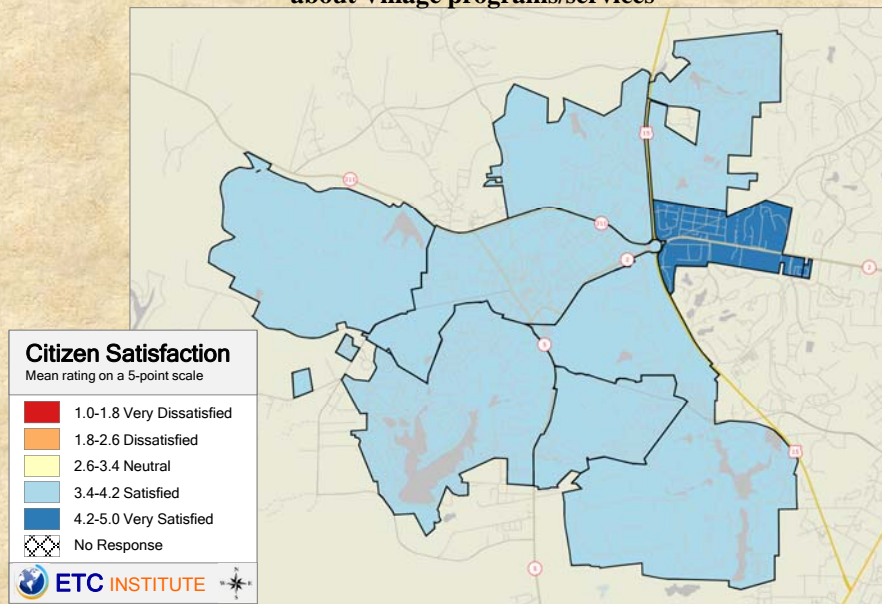 about Village programs/services
15
211
211
2
2
5
15
5
Citizen Satisfaction
Mean rating on a 5-point scale
1.0-1.8 Very Dissatisfied
1.8-2.6 Dissatisfied
2.6-3.4 Neutral
3.4-4.2 Satisfied
4.2-5.0 Very Satisfied
No Response
ETC INSTITUTE
N
W E
S